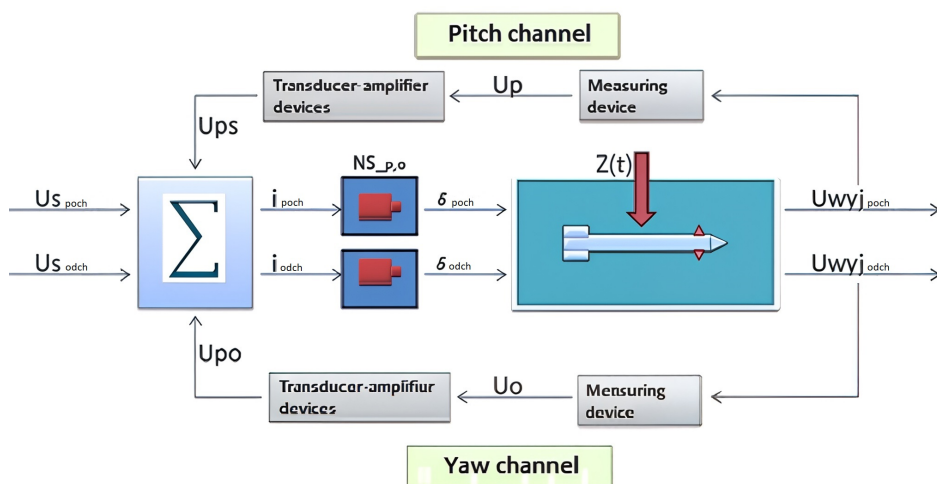 Pitch channel
Transducer-amplifier
devices
Up
Measuring
device
Ups
NS_p,o
Z(t)
Us poch
i poch
δ poch
Uwyj poch
Σ
Us odch
i odch
δ odch
Uwyj odch
Upo
Transducor-amplifiur
devices
Uo
Mensuring
device
Yaw channel